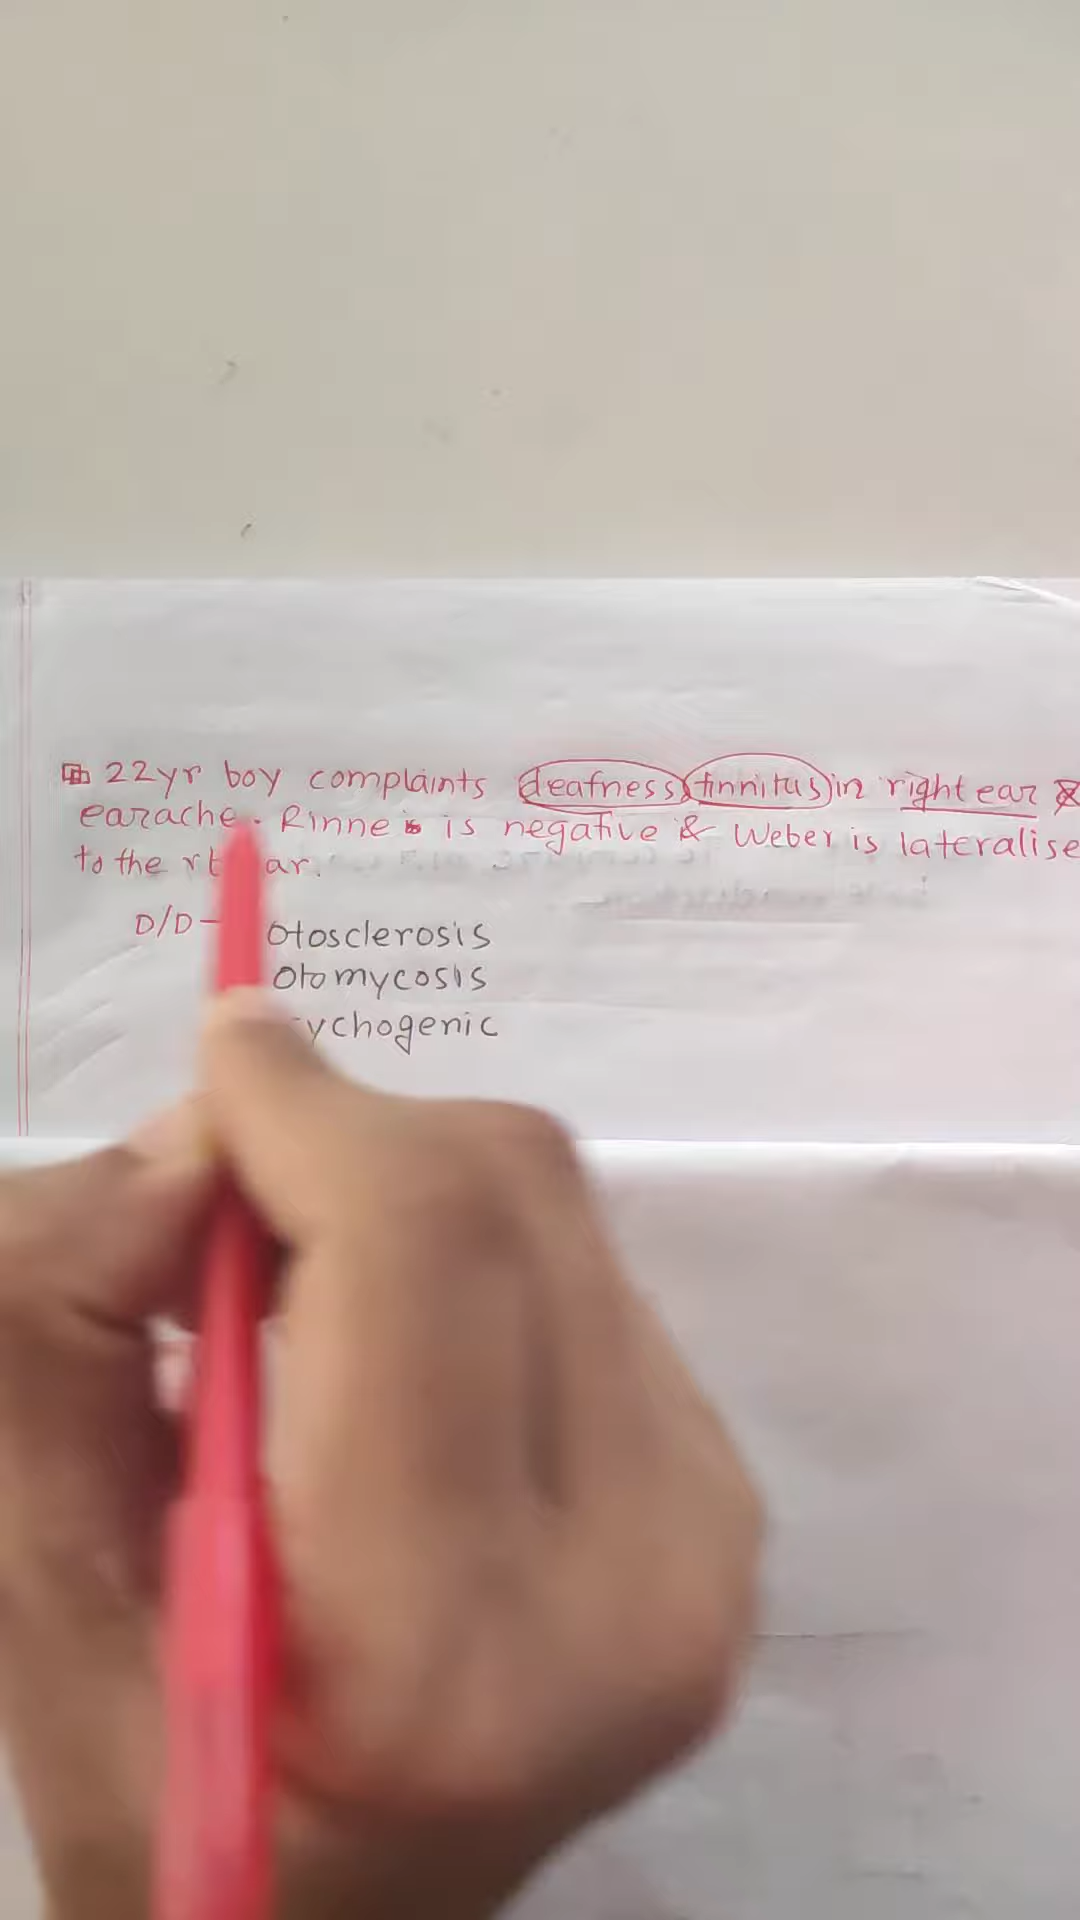 22yr boy complaints deafness, tinnitus in right ear &
earache. Rinne is negative & Weber is lateralise
to the rt ar.
D/D - Otosclerosis
Otomycosis
ychogenic